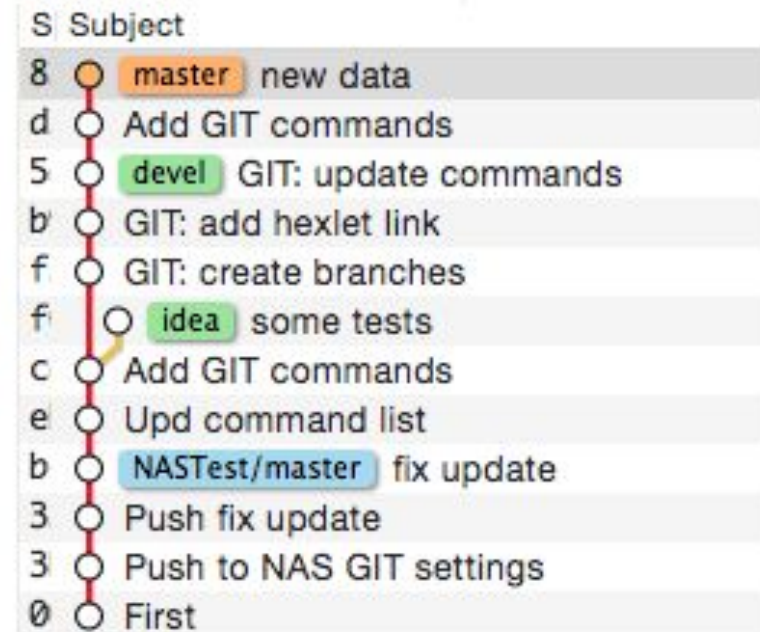 S Subject
8 master new data
d Add GIT commands
5 devel GIT: update commands
b GIT: add hexlet link
f GIT: create branches
f idea some tests
c Add GIT commands
e Upd command list
b NASTest/master fix update
3 Push fix update
3 Push to NAS GIT settings
0 First